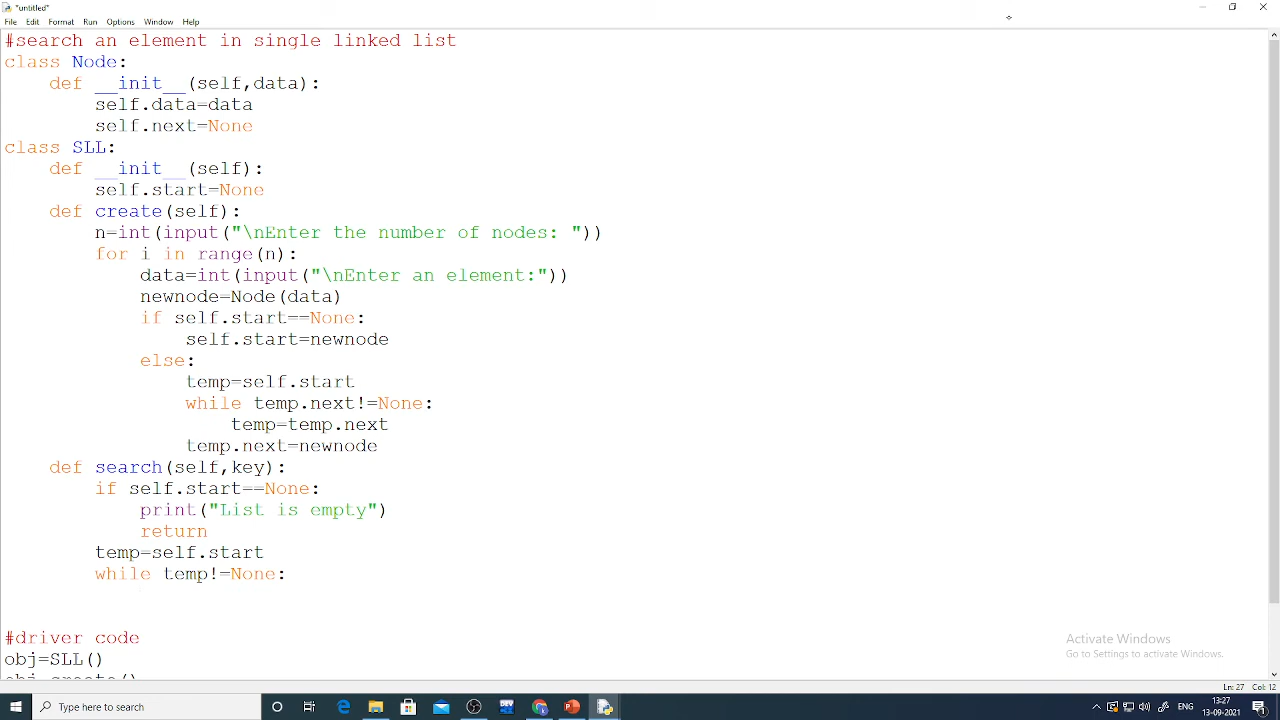 *untitled*
File Edit Format Run Options Window Help
#search an element in single linked list
class Node:
    def __init__(self,data):
        self.data=data
        self.next=None
class SLL:
    def __init__(self):
        self.start=None
    def create(self):
        n=int(input("\nEnter the number of nodes: "))
        for i in range(n):
            data=int(input("\nEnter an element:"))
            newnode=Node(data)
            if self.start==None:
                self.start=newnode
            else:
                temp=self.start
                while temp.next!=None:
                    temp=temp.next
                temp.next=newnode
    def search(self,key):
        if self.start==None:
            print("List is empty")
            return
        temp=self.start
        while temp!=None:
#driver code
obj=SLL()
obj.create()
Activate Windows
Go to Settings to activate Windows.
Ln: 27 Col: 12
Type here to search
ENG
13:27
13-09-2021